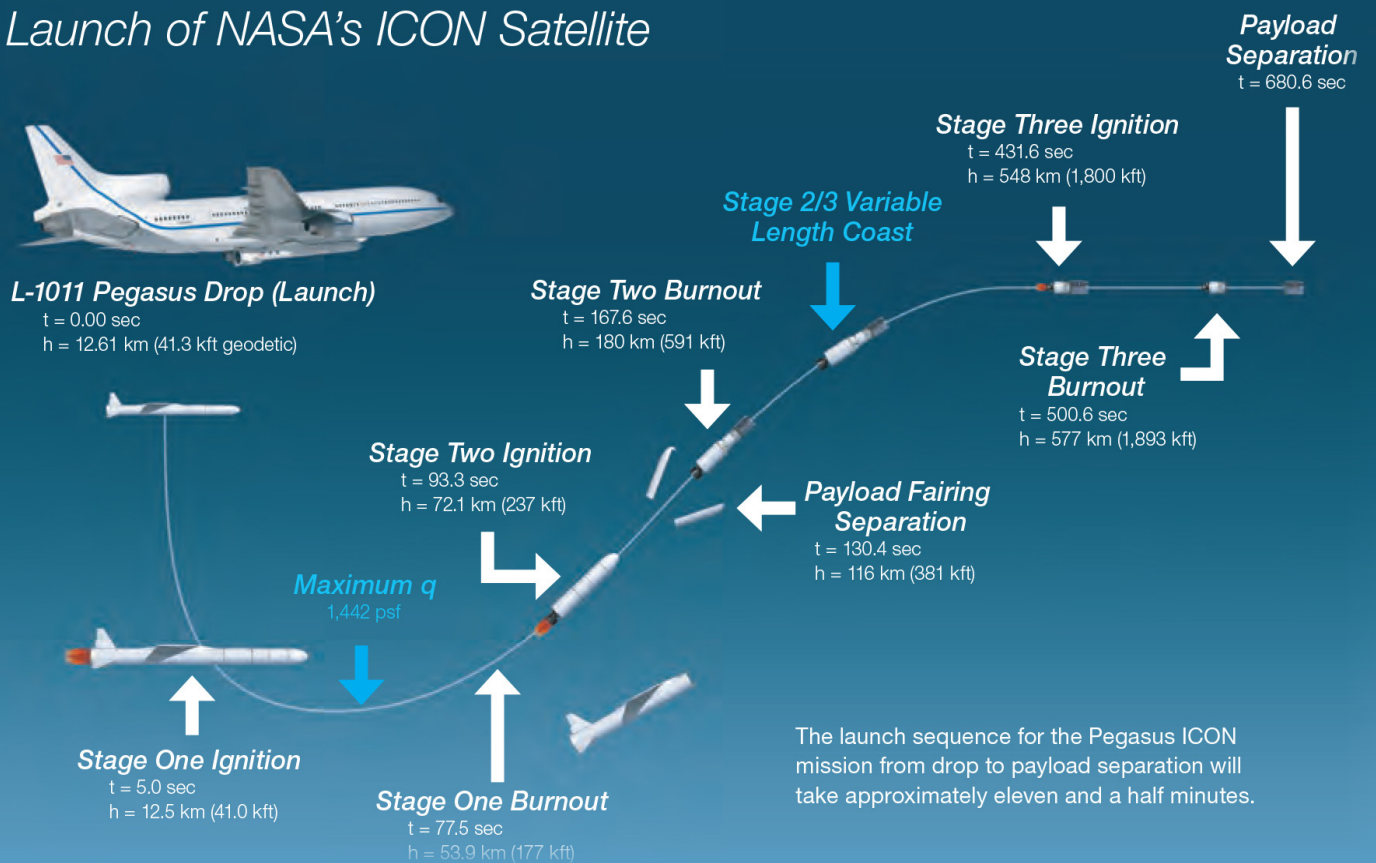 Launch of NASA's ICON Satellite
Payload
Separation
t = 680.6 sec
Stage Three Ignition
t = 431.6 sec
h = 548 km (1,800 kft)
Stage 2/3 Variable
Length Coast
L-1011 Pegasus Drop (Launch)
t = 0.00 sec
h = 12.61 km (41.3 kft geodetic)
Stage Two Burnout
t = 167.6 sec
h = 180 km (591 kft)
Stage Three
Burnout
t = 500.6 sec
h = 577 km (1,893 kft)
Stage Two Ignition
t = 93.3 sec
h = 72.1 km (237 kft)
Payload Fairing
Separation
t = 130.4 sec
h = 116 km (381 kft)
Maximum q
1,442 psf
Stage One Ignition
t = 5.0 sec
h = 12.5 km (41.0 kft)
Stage One Burnout
t = 77.5 sec
h = 53.9 km (177 kft)
The launch sequence for the Pegasus ICON
mission from drop to payload separation will
take approximately eleven and a half minutes.